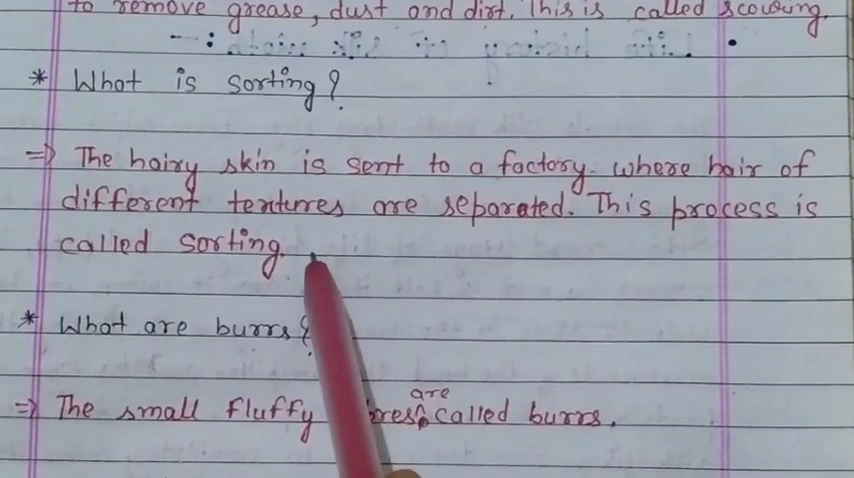 to remove grease, dust and dirt. This is called scouring.
* What is sorting?
⇒ The hairy skin is sent to a factory where hair of
different textures are separated. This process is
called sorting.
* What are burrs?
are
⇒ The small fluffy called burrs.